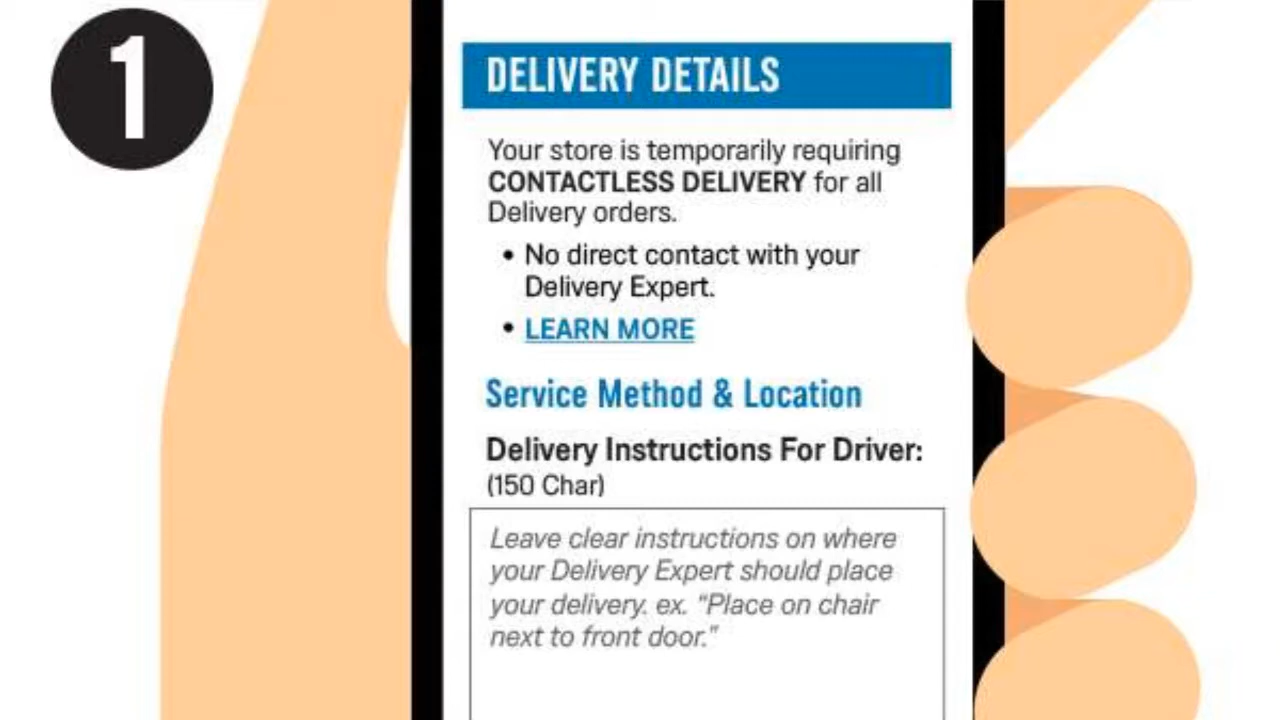 1
DELIVERY DETAILS
Your store is temporarily requiring
CONTACTLESS DELIVERY for all
Delivery orders.
• No direct contact with your
Delivery Expert.
• LEARN MORE
Service Method & Location
Delivery Instructions For Driver:
(150 Char)
Leave clear instructions on where
your Delivery Expert should place
your delivery. ex. “Place on chair
next to front door.”